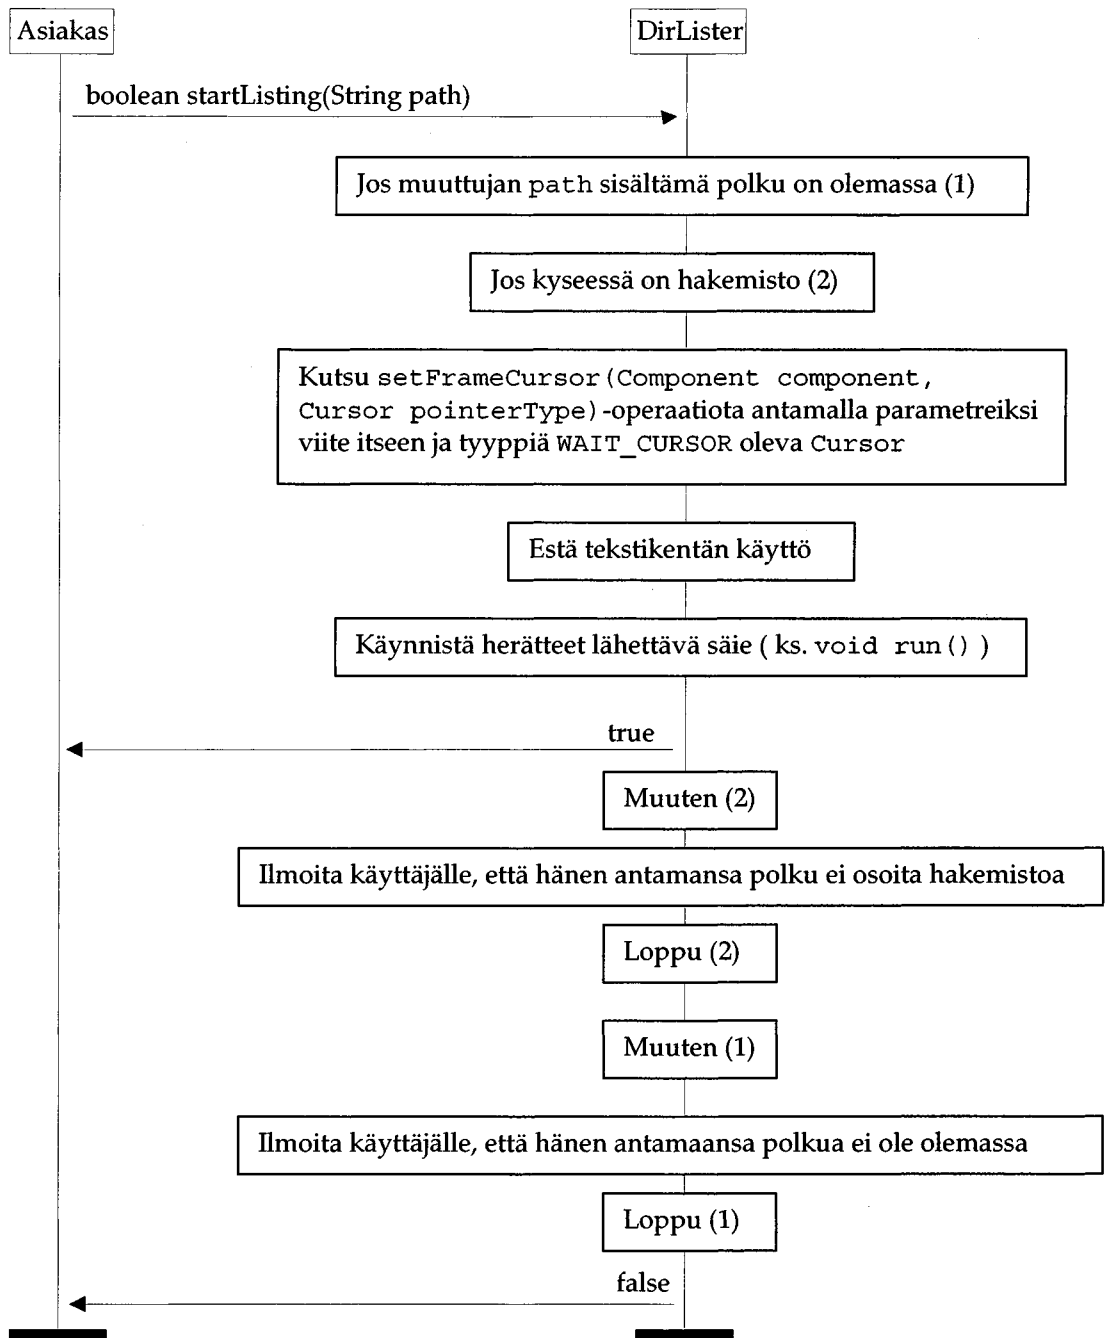 Asiakas
DirLister
boolean startListing(String path)
Jos muuttujan path sisältämä polku on olemassa (1)
Jos kyseessä on hakemisto (2)
Kutsu setFrameCursor(Component component,
Cursor pointerType)-operaatiota antamalla parametreiksi
viite itseen ja tyyppiä WAIT_CURSOR oleva Cursor
Estä tekstikentän käyttö
Käynnistä herätteet lähettävä säie ( ks. void run() )
true
Muuten (2)
Ilmoita käyttäjälle, että hänen antamansa polku ei osoita hakemistoa
Loppu (2)
Muuten (1)
Ilmoita käyttäjälle, että hänen antamaansa polkua ei ole olemassa
Loppu (1)
false